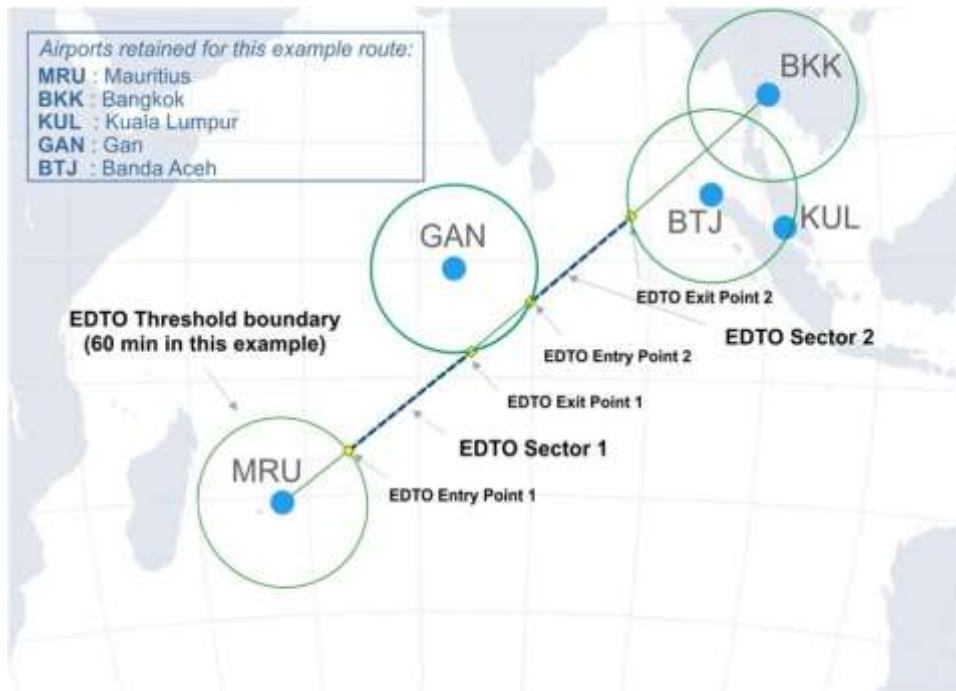 Airports retained for this example route:
MRU : Mauritius
BKK : Bangkok
KUL : Kuala Lumpur
GAN : Gan
BTJ : Banda Aceh
BKK
GAN
BTJ
KUL
EDTO Exit Point 2
EDTO Threshold boundary
(60 min in this example)
EDTO Sector 2
EDTO Entry Point 2
EDTO Exit Point 1
EDTO Sector 1
MRU
EDTO Entry Point 1